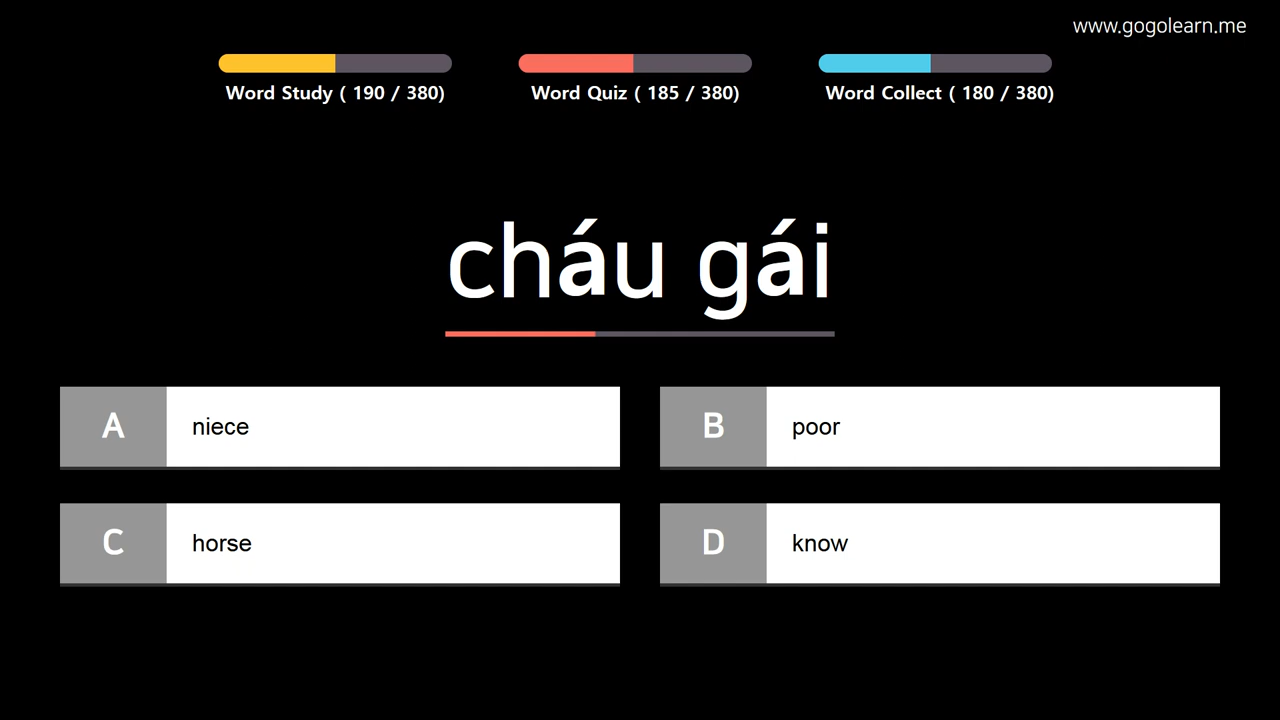 www.gogolearn.me
Word Study ( 190 / 380)
Word Quiz ( 185 / 380)
Word Collect ( 180 / 380)
cháu gái
A niece
B poor
C horse
D know